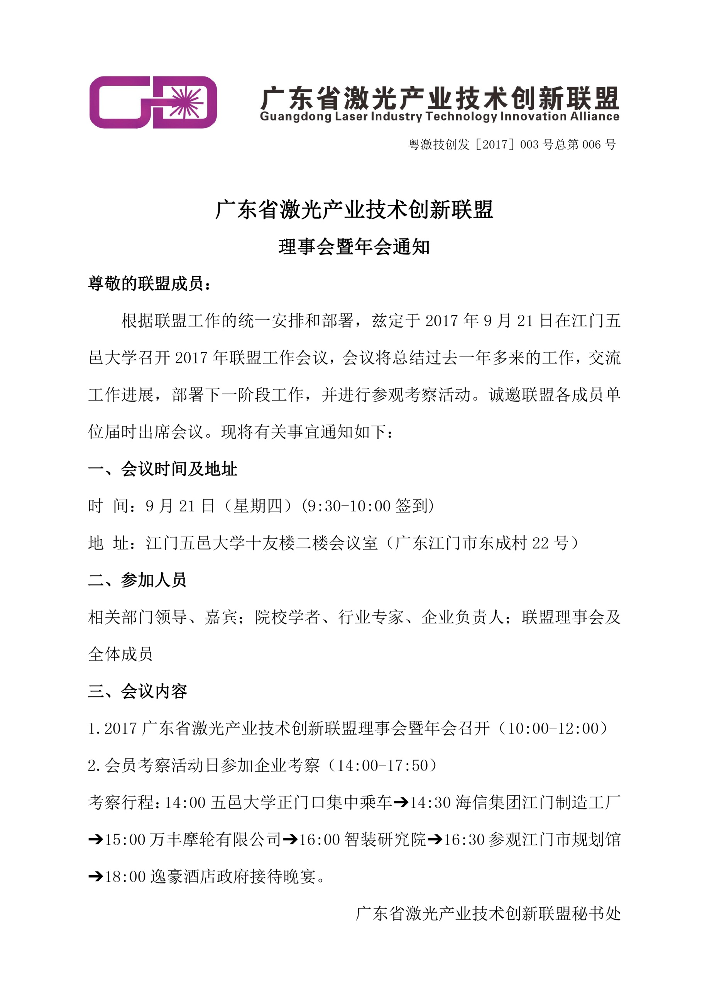 广东省激光产业技术创新联盟
Guangdong Laser Industry Technology Innovation Alliance
粤激技创发［2017］003 号总第 006 号
广东省激光产业技术创新联盟
理事会暨年会通知
尊敬的联盟成员：
根据联盟工作的统一安排和部署，兹定于 2017 年 9 月 21 日在江门五
邑大学召开 2017 年联盟工作会议，会议将总结过去一年多来的工作，交流
工作进展，部署下一阶段工作，并进行参观考察活动。诚邀联盟各成员单
位届时出席会议。现将有关事宜通知如下：
一、会议时间及地址
时 间：9 月 21 日（星期四）(9:30-10:00 签到)
地 址：江门五邑大学十友楼二楼会议室（广东江门市东成村 22 号）
二、参加人员
相关部门领导、嘉宾；院校学者、行业专家、企业负责人；联盟理事会及
全体成员
三、会议内容
1.2017 广东省激光产业技术创新联盟理事会暨年会召开（10:00-12:00）
2.会员考察活动日参加企业考察（14:00-17:50）
考察行程：14:00 五邑大学正门口集中乘车➔14:30 海信集团江门制造工厂
➔15:00 万丰摩轮有限公司➔16:00 智装研究院➔16:30 参观江门市规划馆
➔18:00 逸豪酒店政府接待晚宴。
广东省激光产业技术创新联盟秘书处